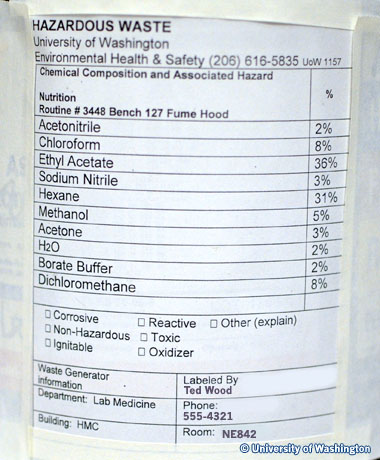 HAZARDOUS WASTE
University of Washington
Environmental Health & Safety (206) 616-5835 UoW 1157
Chemical Composition and Associated Hazard
%
Nutrition
Routine # 3448 Bench 127 Fume Hood
Acetonitrile 2%
Chloroform 8%
Ethyl Acetate 36%
Sodium Nitrile 3%
Hexane 31%
Methanol 5%
Acetone 3%
H2O 2%
Borate Buffer 2%
Dichloromethane 8%
□ Corrosive □ Reactive □ Other (explain)
□ Non-Hazardous □ Toxic
□ Ignitable □ Oxidizer
Waste Generator
information
Labeled By
Ted Wood
Department: Lab Medicine
Phone:
555-4321
Building: HMC
Room: NE842
© University of Washington